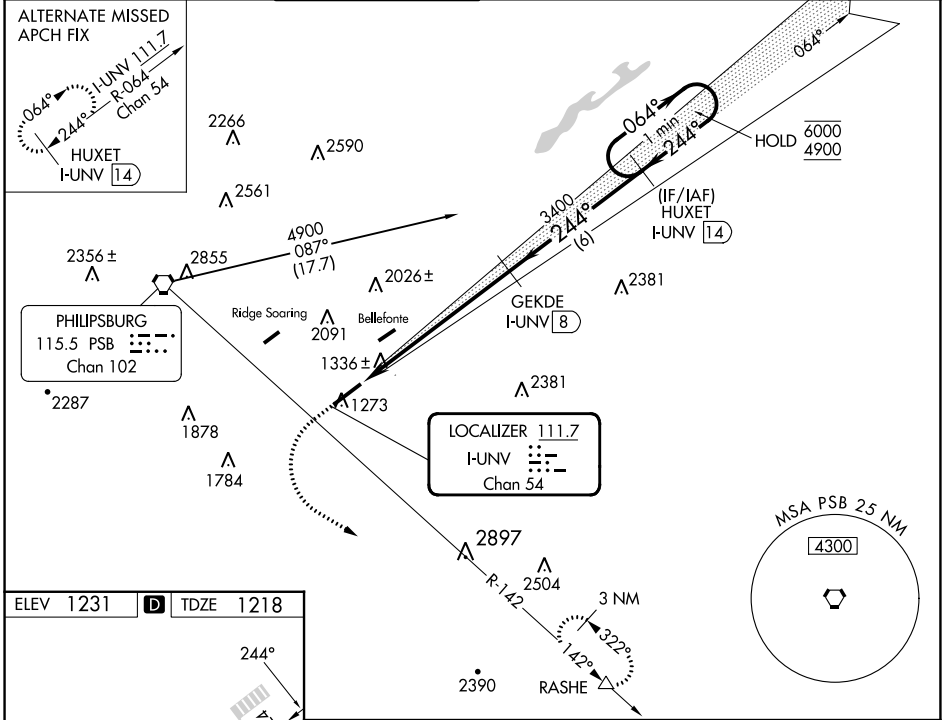 ALTERNATE MISSED
APCH FIX
I-UNV 111.7
R-064
Chan 54
064°
244°
HUXET
I-UNV 14
2266
2590
2561
4900
087°
(17.7)
2356 ±
2855
2026 ±
PHILIPSBURG
115.5 PSB
Chan 102
Ridge Soaring
2091
Bellefonte
1336 ±
1273
2287
1878
1784
064°
064°
1 min
244°
HOLD
6000
4900
(IF/IAF)
HUXET
I-UNV 14
3400
244°
(6)
GEKDE
I-UNV 8
2381
2381
LOCALIZER 111.7
I-UNV
Chan 54
2897
2504
R-142
3 NM
322°
142°
RASHE
2390
MSA PSB 25 NM
4300
ELEV 1231
D
TDZE 1218
244°